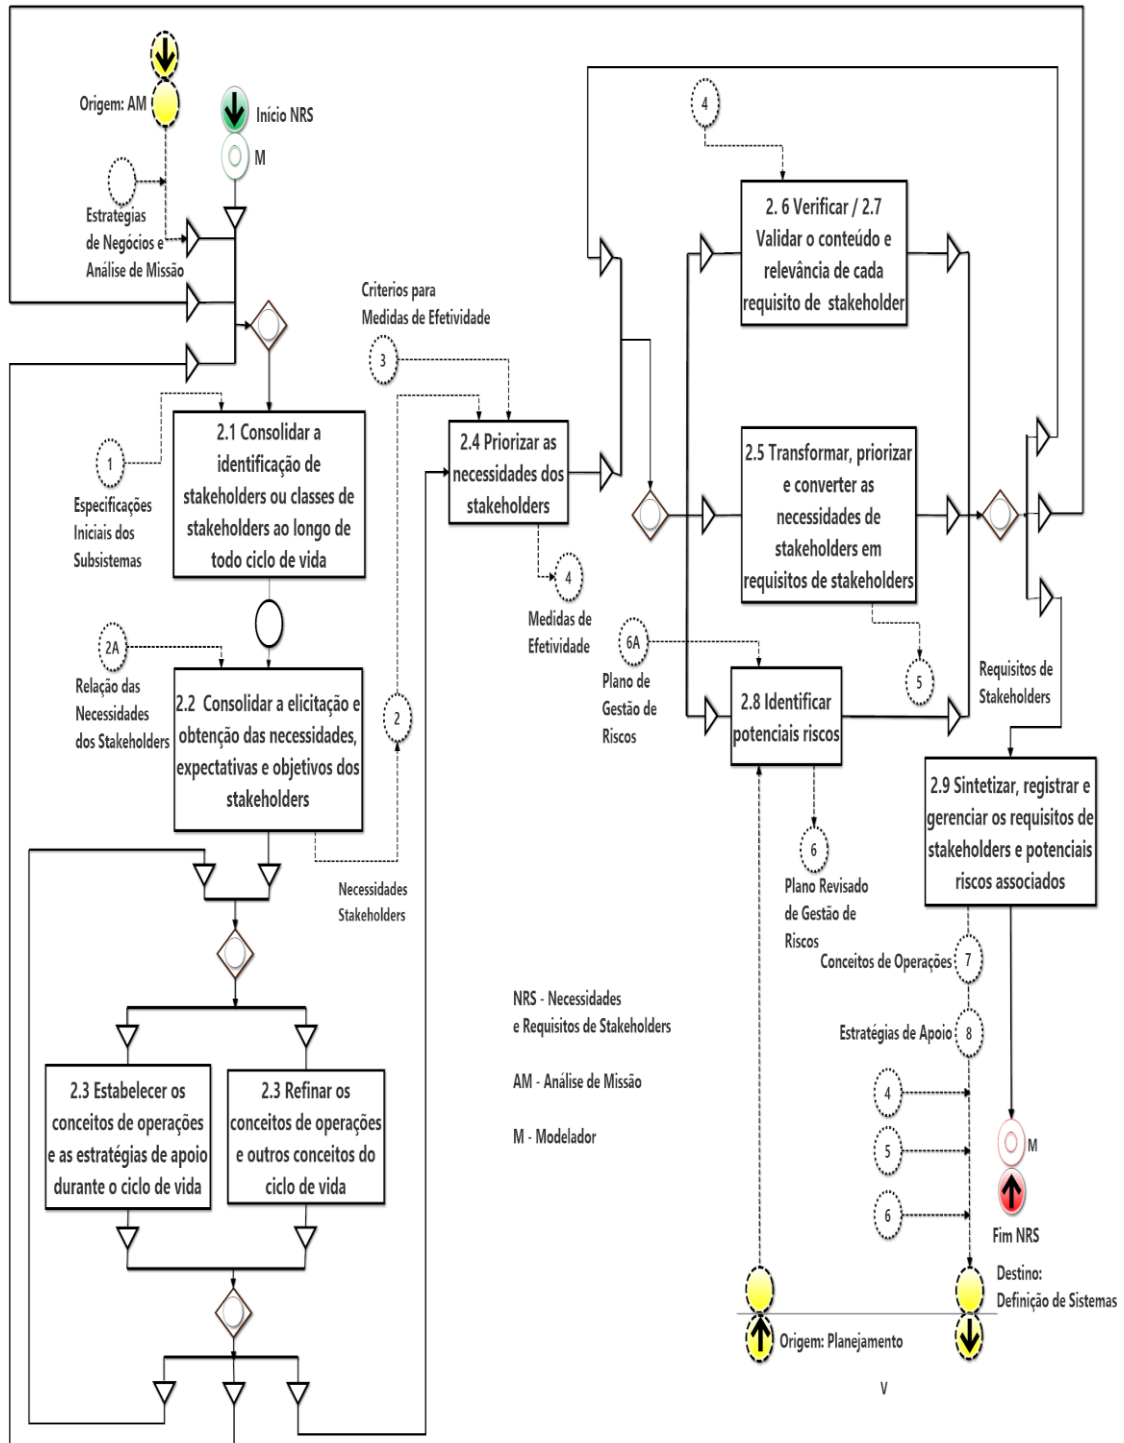 Origem: AM
Início NRS
M
Estratégias
de Negócios e
Análise de Missão
1
Especificações
Iniciais dos
Subsistemas
2.1 Consolidar a
identificação de
stakeholders ou classes de
stakeholders ao longo de
todo ciclo de vida
2A
Relação das
Necessidades
dos Stakeholders
2.2 Consolidar a elicitação e
obtenção das necessidades,
expectativas e objetivos dos
stakeholders
2
Necessidades
Stakeholders
2.3 Estabelecer os
conceitos de operações
e as estratégias de apoio
durante o ciclo de vida
2.3 Refinar os
conceitos de operações
e outros conceitos do
ciclo de vida
Criterios para
Medidas de Efetividade
3
2.4 Priorizar as
necessidades dos
stakeholders
4
Medidas de
Efetividade
4
2. 6 Verificar / 2.7
Validar o conteúdo e
relevância de cada
requisito de stakeholder
2.5 Transformar, priorizar
e converter as
necessidades de
stakeholders em
requisitos de stakeholders
5
Requisitos de
Stakeholders
6A
Plano de
Gestão de
Riscos
2.8 Identificar
potenciais riscos
6
Plano Revisado
de Gestão de
Riscos
2.9 Sintetizar, registrar e
gerenciar os requisitos de
stakeholders e potenciais
riscos associados
Conceitos de Operações
7
Estratégias de Apoio
8
4
5
6
M
Fim NRS
Destino:
Definição de Sistemas
Origem: Planejamento
V
NRS - Necessidades
e Requisitos de Stakeholders
AM - Análise de Missão
M - Modelador